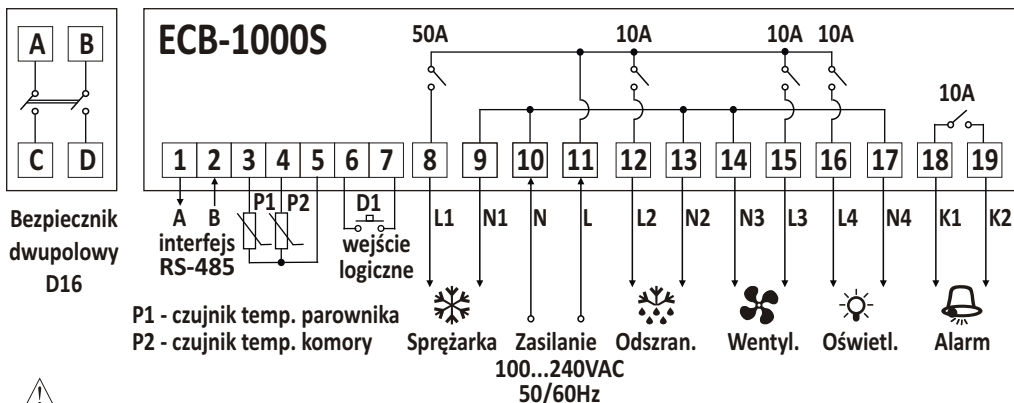 A B
C D
Bezpiecznik
dwupolowy
D16
ECB-1000S
50A 10A 10A 10A
10A
1 2 3 4 5 6 7 8 9 10 11 12 13 14 15 16 17 18 19
A B
interfejs
RS-485
P1 P2
D1
wejście
logiczne
L1 N1 N L L2 N2 N3 L3 L4 N4 K1 K2
P1 - czujnik temp. parownika
P2 - czujnik temp. komory
Sprężarka Zasilanie Odszran. Wentyl. Oświetl. Alarm
100...240VAC
50/60Hz